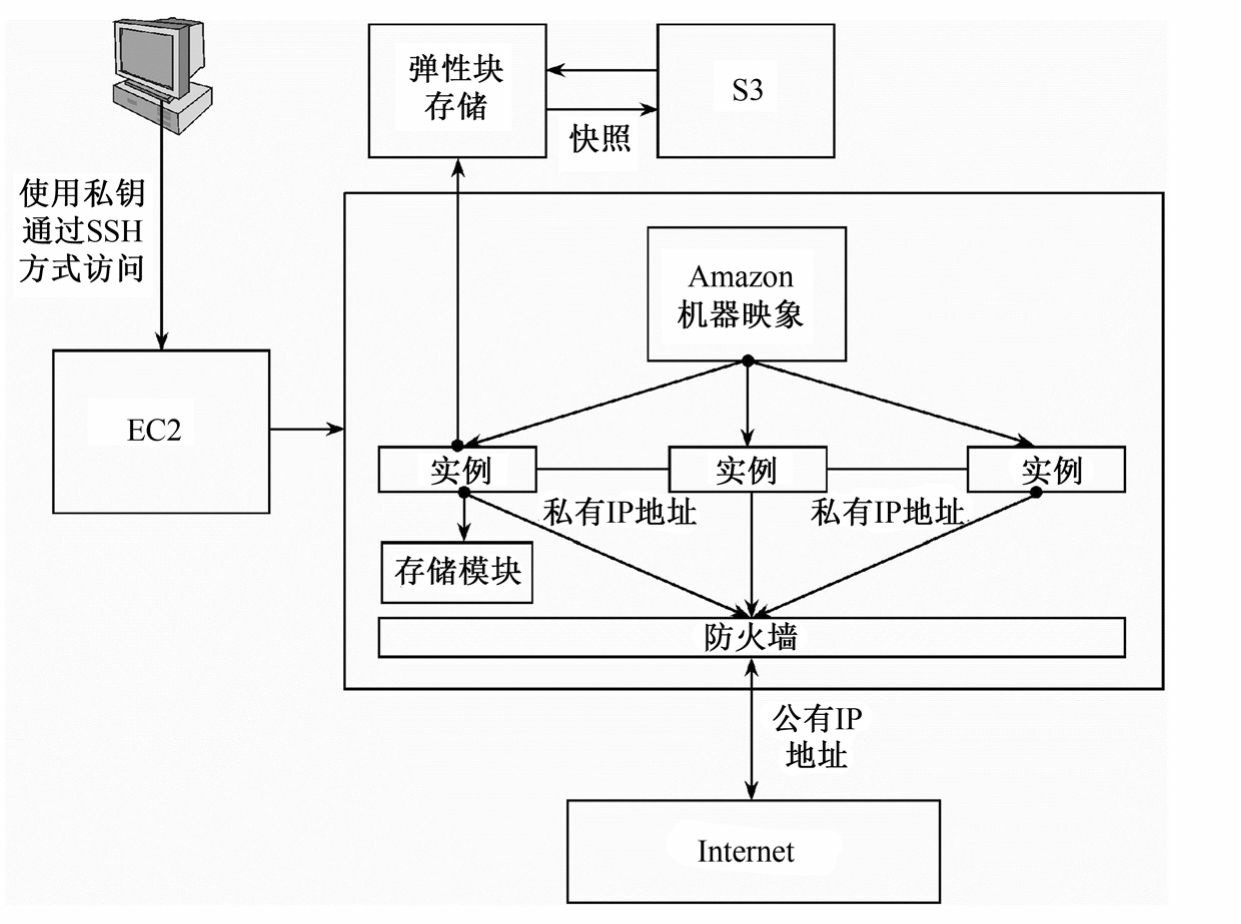 弹性块
存储
S3
快照
使用私钥
通过SSH
方式访问
Amazon
机器映象
EC2
实例
实例
实例
私有IP地址
私有IP地址
存储模块
防火墙
公有IP
地址
Internet